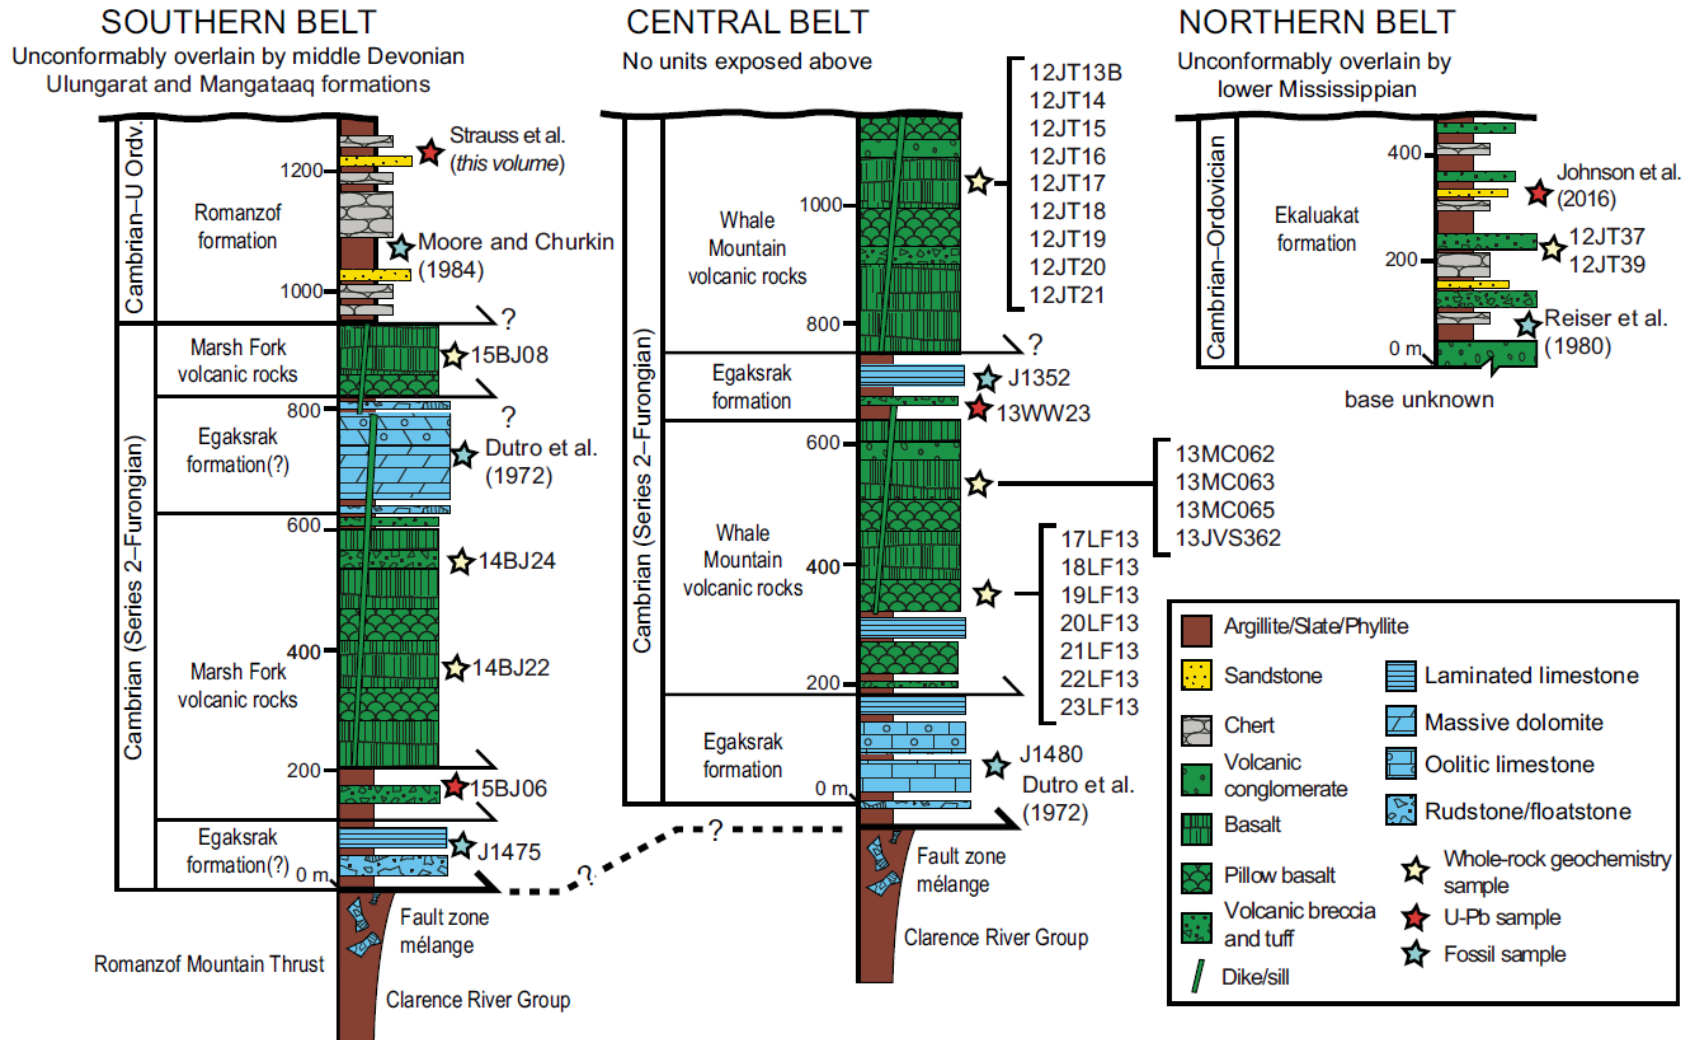 SOUTHERN BELT
Unconformably overlain by middle Devonian
Ulungarat and Mangataaq formations
Cambrian–U Ordv.
Romanzof
formation
1200
1000
Strauss et al.
(this volume)
Moore and Churkin
(1984)
?
Cambrian (Series 2–Furongian)
Marsh Fork
volcanic rocks
15BJ08
800
?
Egaksrak
formation(?)
Dutro et al.
(1972)
600
14BJ24
Marsh Fork
volcanic rocks
400
14BJ22
200
15BJ06
Egaksrak
formation(?)
0 m
J1475
?
?
Fault zone
mélange
Romanzof Mountain Thrust
Clarence River Group
CENTRAL BELT
No units exposed above
Cambrian (Series 2–Furongian)
Whale
Mountain
volcanic rocks
1000
800
12JT13B
12JT14
12JT15
12JT16
12JT17
12JT18
12JT19
12JT20
12JT21
?
Egaksrak
formation
J1352
13WW23
600
13MC062
13MC063
13MC065
13JVS362
Whale
Mountain
volcanic rocks
400
17LF13
18LF13
19LF13
20LF13
21LF13
22LF13
23LF13
200
Egaksrak
formation
0 m
J1480
Dutro et al.
(1972)
Fault zone
mélange
Clarence River Group
NORTHERN BELT
Unconformably overlain by
lower Mississippian
Cambrian–Ordovician
Ekaluakat
formation
400
200
0 m
Johnson et al.
(2016)
12JT37
12JT39
Reiser et al.
(1980)
base unknown
Argillite/Slate/Phyllite
Sandstone
Chert
Volcanic
conglomerate
Basalt
Pillow basalt
Volcanic breccia
and tuff
Dike/sill
Laminated limestone
Massive dolomite
Oolitic limestone
Rudstone/floatstone
Whole-rock geochemistry
sample
U-Pb sample
Fossil sample